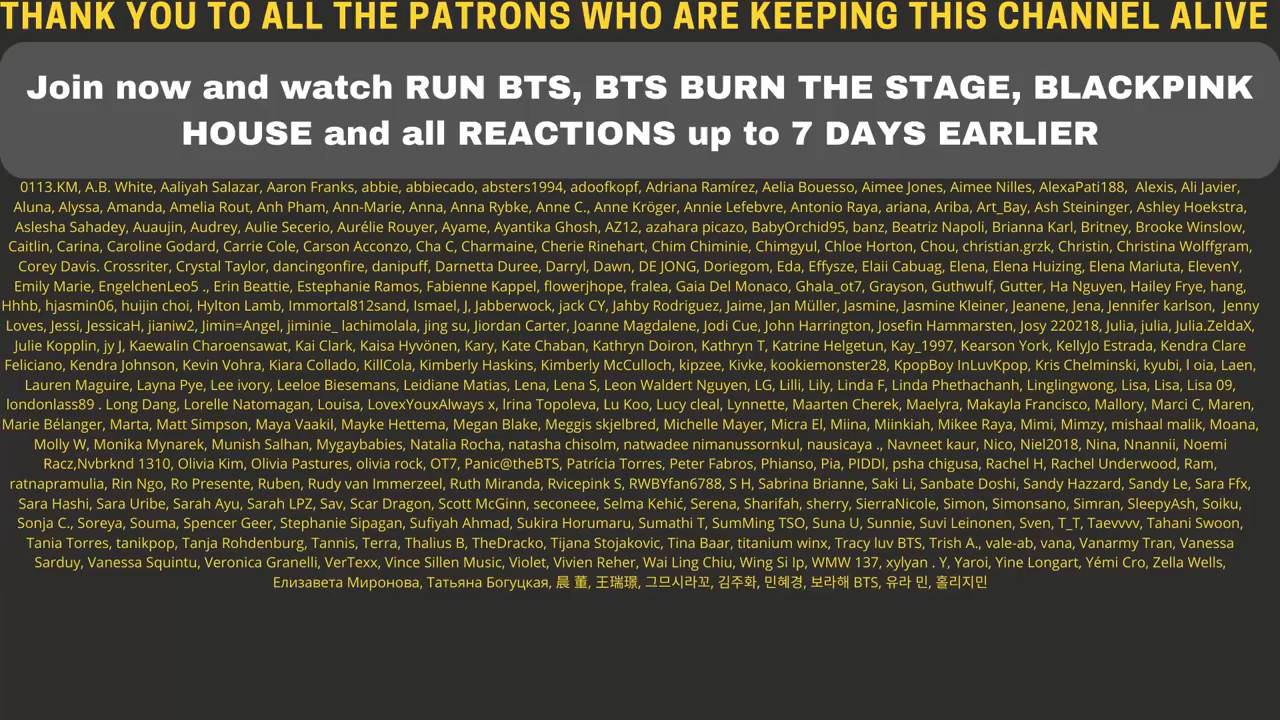 THANK YOU TO ALL THE PATRONS WHO ARE KEEPING THIS CHANNEL ALIVE
Join now and watch RUN BTS, BTS BURN THE STAGE, BLACKPINK
HOUSE and all REACTIONS up to 7 DAYS EARLIER
0113.KM, A.B. White, Aaliyah Salazar, Aaron Franks, abbie, abbiecado, absters1994, adoofkopf, Adriana Ramírez, Aelia Bouesso, Aimee Jones, Aimee Nilles, AlexaPati188, Alexis, Ali Javier,
Aluna, Alyssa, Amanda, Amelia Rout, Anh Pham, Ann-Marie, Anna, Anna Rybke, Anne C., Anne Kröger, Annie Lefebvre, Antonio Raya, ariana, Ariba, Art_Bay, Ash Steininger, Ashley Hoekstra,
Aslesha Sahadey, Auaujin, Audrey, Aulie Secerio, Aurélie Rouyer, Ayame, Ayantika Ghosh, AZ12, azahara picazo, BabyOrchid95, banz, Beatriz Napoli, Brianna Karl, Britney, Brooke Winslow,
Caitlin, Carina, Caroline Godard, Carrie Cole, Carson Acconzo, Cha C, Charmaine, Cherie Rinehart, Chim Chiminie, Chimgyul, Chloe Horton, Chou, christian.grzk, Christin, Christina Wolffgram,
Corey Davis. Crossriter, Crystal Taylor, dancingonfire, danipuff, Darnetta Duree, Darryl, Dawn, DE JONG, Doriegom, Eda, Effysze, Elaii Cabuag, Elena, Elena Huizing, Elena Mariuta, ElevenY,
Emily Marie, EngelchenLeo5 ., Erin Beattie, Estephanie Ramos, Fabienne Kappel, flowerjhope, fralea, Gaia Del Monaco, Ghala_ot7, Grayson, Guthwulf, Gutter, Ha Nguyen, Hailey Frye, hang,
Hhhb, hjasmin06, huijin choi, Hylton Lamb, Immortal812sand, Ismael, J, Jabberwock, jack CY, Jahby Rodriguez, Jaime, Jan Müller, Jasmine, Jasmine Kleiner, Jeanene, Jena, Jennifer karlson, Jenny
Loves, Jessi, JessicaH, jianiw2, Jimin=Angel, jiminie_ lachimolala, jing su, Jiordan Carter, Joanne Magdalene, Jodi Cue, John Harrington, Josefin Hammarsten, Josy 220218, Julia, julia, Julia.ZeldaX,
Julie Kopplin, jy J, Kaewalin Charoensawat, Kai Clark, Kaisa Hyvönen, Kary, Kate Chaban, Kathryn Doiron, Kathryn T, Katrine Helgetun, Kay_1997, Kearson York, KellyJo Estrada, Kendra Clare
Feliciano, Kendra Johnson, Kevin Vohra, Kiara Collado, KillCola, Kimberly Haskins, Kimberly McCulloch, kipzee, Kivke, kookiemonster28, KpopBoy InLuvKpop, Kris Chelminski, kyubi, l oia, Laen,
Lauren Maguire, Layna Pye, Lee ivory, Leeloe Biesemans, Leidiane Matias, Lena, Lena S, Leon Waldert Nguyen, LG, Lilli, Lily, Linda F, Linda Phethachanh, Linglingwong, Lisa, Lisa, Lisa 09,
londonlass89 . Long Dang, Lorelle Natomagan, Louisa, LovexYouxAlways x, lrina Topoleva, Lu Koo, Lucy cleal, Lynnette, Maarten Cherek, Maelyra, Makayla Francisco, Mallory, Marci C, Maren,
Marie Bélanger, Marta, Matt Simpson, Maya Vaakil, Mayke Hettema, Megan Blake, Meggis skjelbred, Michelle Mayer, Micra El, Miina, Miinkiah, Mikee Raya, Mimi, Mimzy, mishaal malik, Moana,
Molly W, Monika Mynarek, Munish Salhan, Mygaybabies, Natalia Rocha, natasha chisolm, natwadee nimanussornkul, nausicaya ., Navneet kaur, Nico, Niel2018, Nina, Nnannii, Noemi
Racz,Nvbrknd 1310, Olivia Kim, Olivia Pastures, olivia rock, OT7, Panic@theBTS, Patrícia Torres, Peter Fabros, Phianso, Pia, PIDDI, psha chigusa, Rachel H, Rachel Underwood, Ram,
ratnapramulia, Rin Ngo, Ro Presente, Ruben, Rudy van Immerzeel, Ruth Miranda, Rvicepink S, RWBYfan6788, S H, Sabrina Brianne, Saki Li, Sanbate Doshi, Sandy Hazzard, Sandy Le, Sara Ffx,
Sara Hashi, Sara Uribe, Sarah Ayu, Sarah LPZ, Sav, Scar Dragon, Scott McGinn, seconeee, Selma Kehić, Serena, Sharifah, sherry, SierraNicole, Simon, Simonsano, Simran, SleepyAsh, Soiku,
Sonja C., Soreya, Souma, Spencer Geer, Stephanie Sipagan, Sufiyah Ahmad, Sukira Horumaru, Sumathi T, SumMing TSO, Suna U, Sunnie, Suvi Leinonen, Sven, T_T, Taevvvv, Tahani Swoon,
Tania Torres, tanikpop, Tanja Rohdenburg, Tannis, Terra, Thalius B, TheDracko, Tijana Stojakovic, Tina Baar, titanium winx, Tracy luv BTS, Trish A., vale-ab, vana, Vanarmy Tran, Vanessa
Sarduy, Vanessa Squintu, Veronica Granelli, VerTexx, Vince Sillen Music, Violet, Vivien Reher, Wai Ling Chiu, Wing Si Ip, WMW 137, xylyan . Y, Yaroi, Yine Longart, Yémi Cro, Zella Wells,
Елизавета Миронова, Татьяна Богуцкая, 晨 董, 王瑞璟, 그므시라꼬, 김주화, 민혜경, 보라해 BTS, 유라 민, 홀리지민